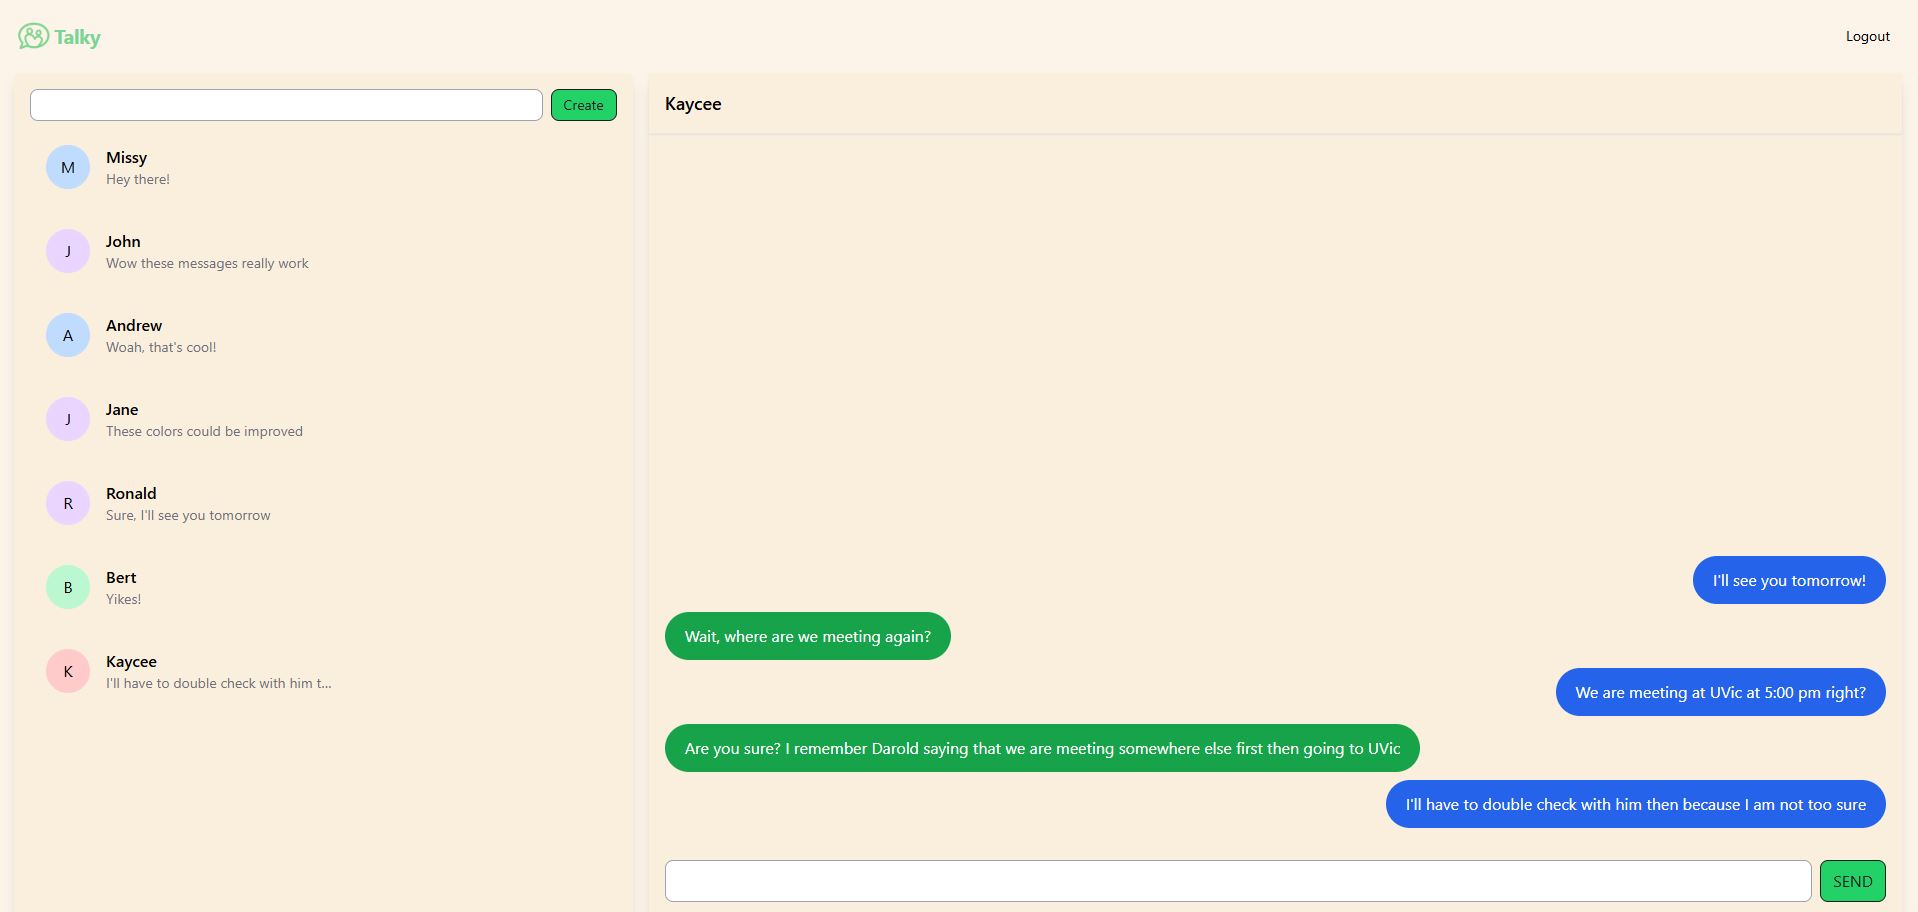 Talky
Logout
Create
M
Missy
Hey there!
J
John
Wow these messages really work
A
Andrew
Woah, that's cool!
J
Jane
These colors could be improved
R
Ronald
Sure, I'll see you tomorrow
B
Bert
Yikes!
K
Kaycee
I'll have to double check with him t...
Kaycee
I'll see you tomorrow!
Wait, where are we meeting again?
We are meeting at UVic at 5:00 pm right?
Are you sure? I remember Darold saying that we are meeting somewhere else first then going to UVic
I'll have to double check with him then because I am not too sure
SEND